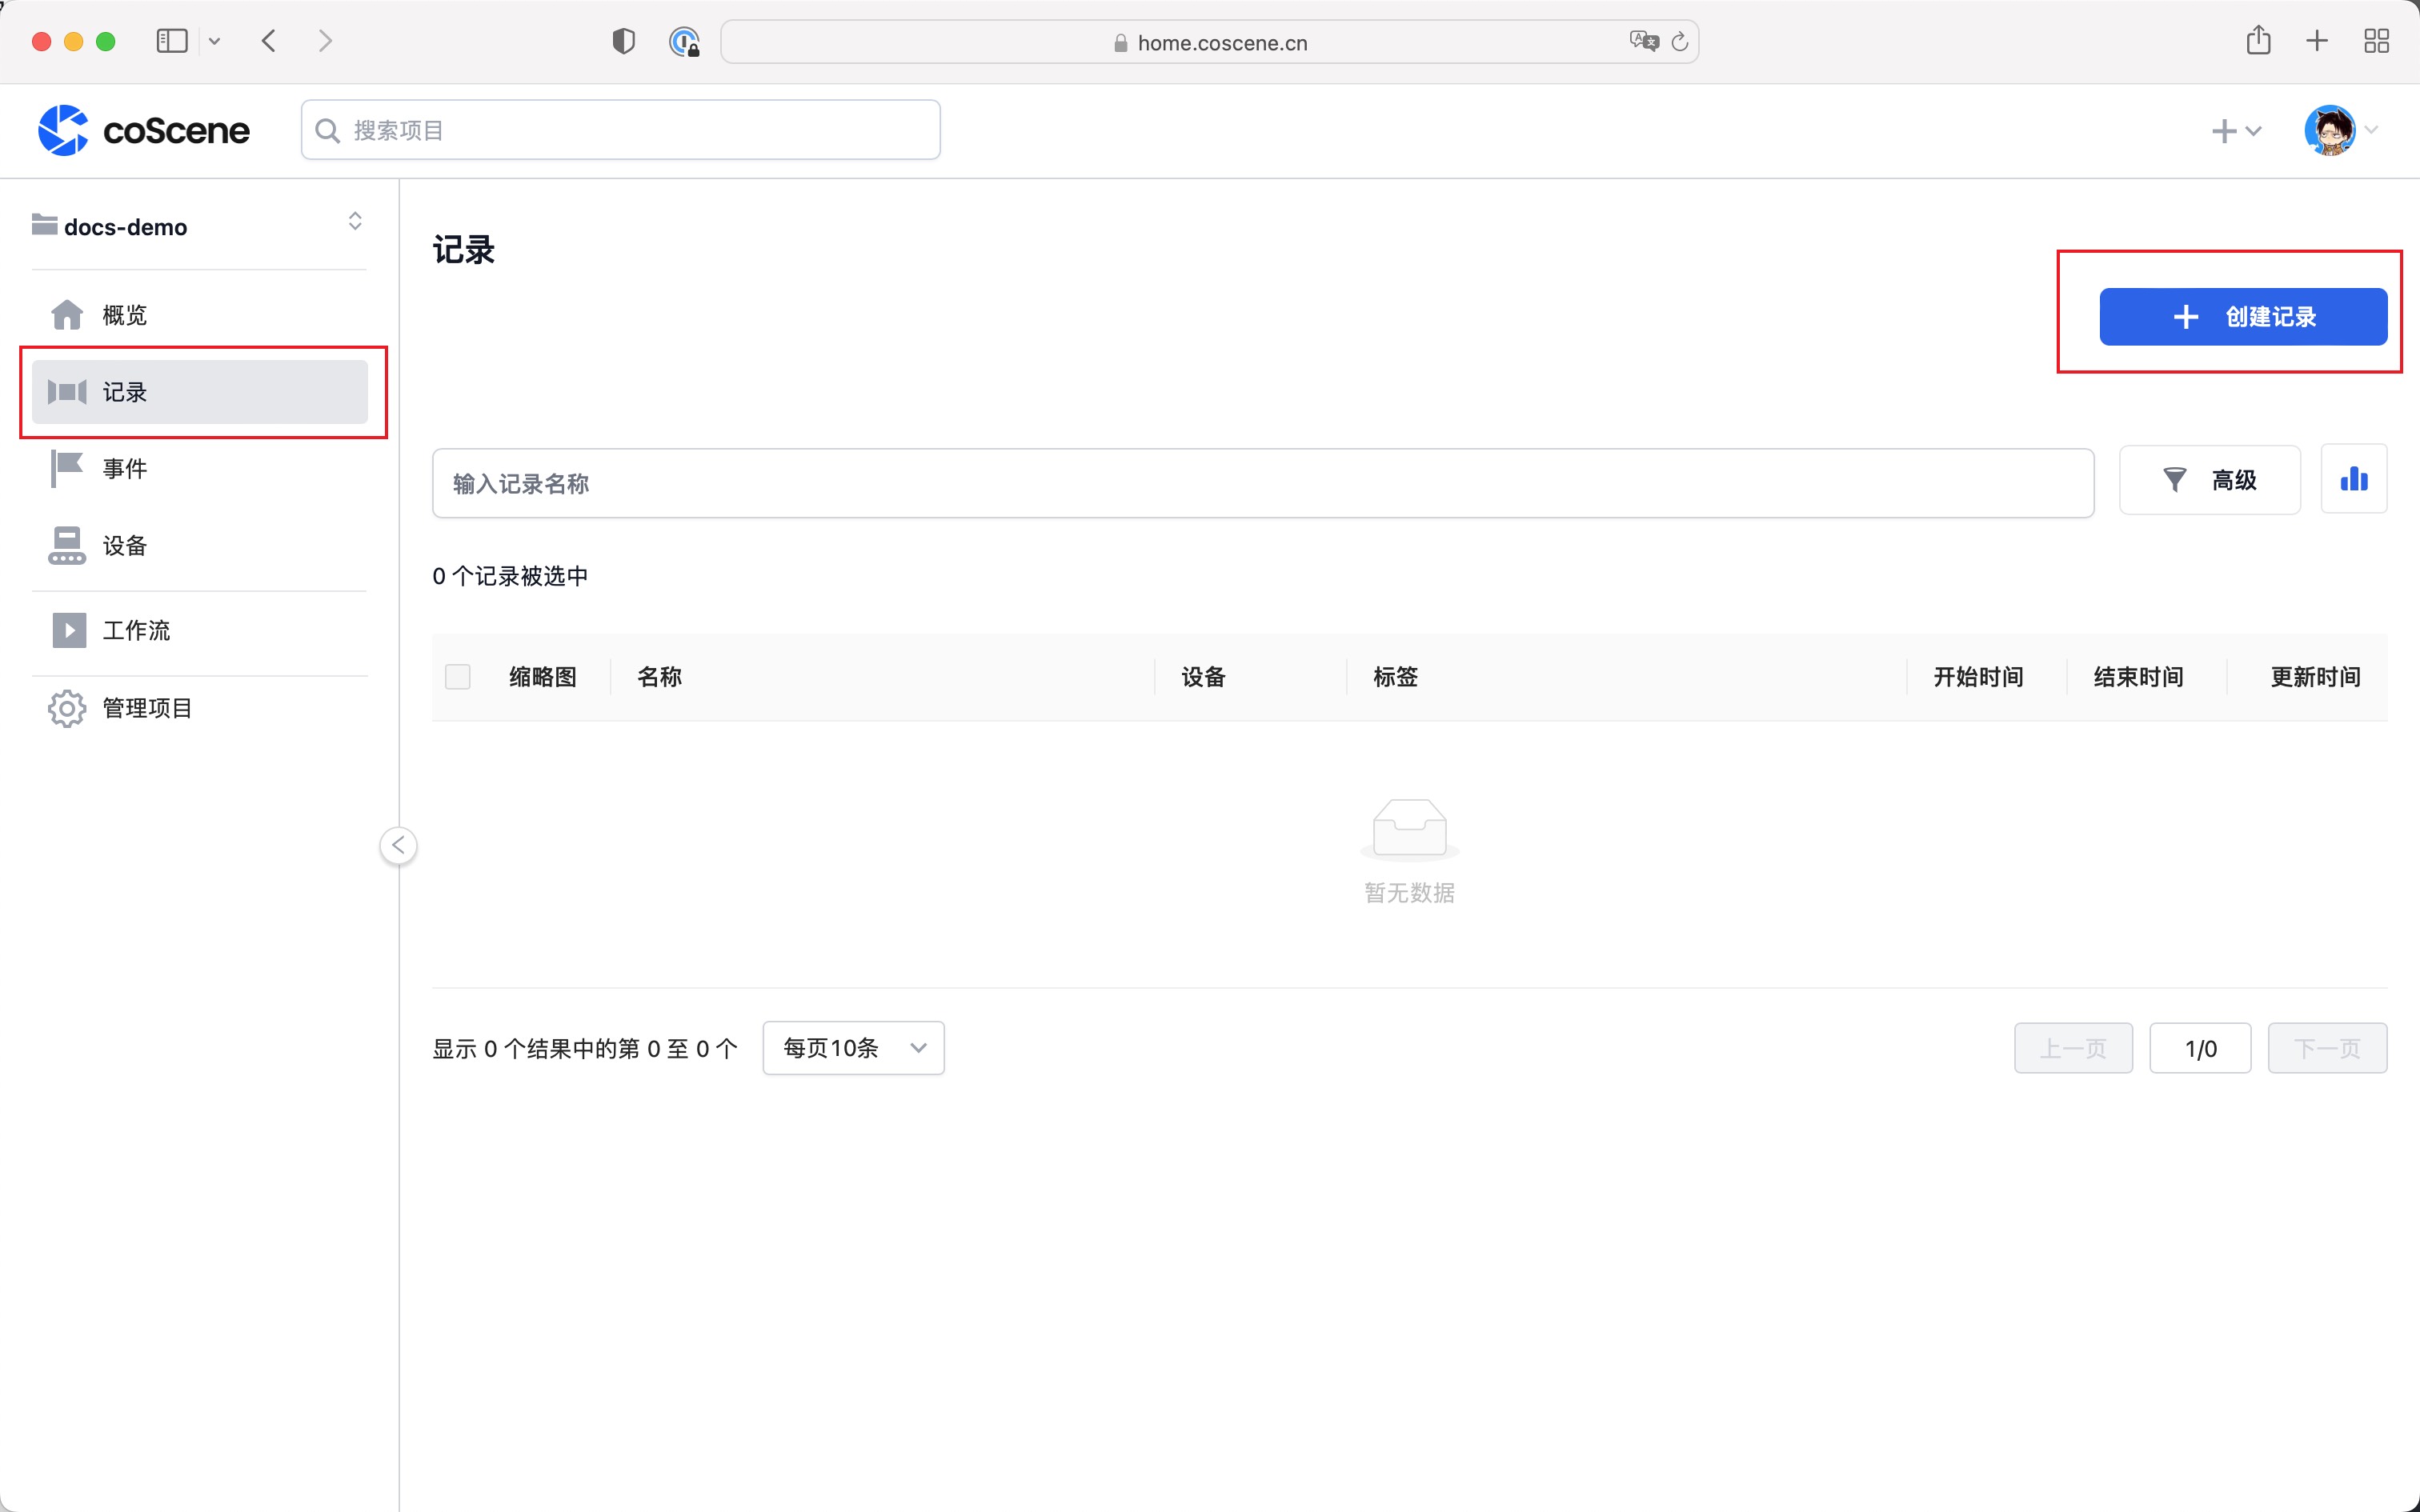 home.coscene.cn
coScene
搜索项目
docs-demo
概览
记录
事件
设备
工作流
管理项目
记录
创建记录
输入记录名称
高级
0 个记录被选中
缩略图 名称 设备 标签 开始时间 结束时间 更新时间
暂无数据
显示 0 个结果中的第 0 至 0 个 每页10条 上一页 1/0 下一页